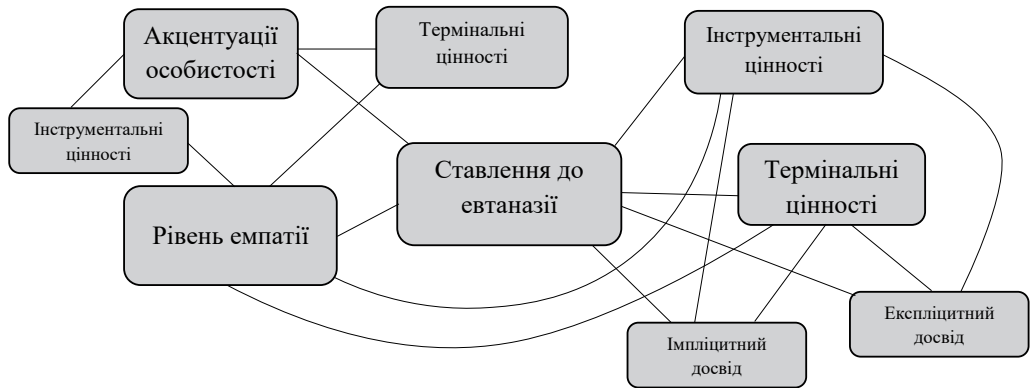 Акцентуації
особистості
Термінальні
цінності
Інструментальні
цінності
Інструментальні
цінності
Ставлення до
евтаназії
Термінальні
цінності
Рівень емпатії
Експліцитний
досвід
Імпліцитний
досвід